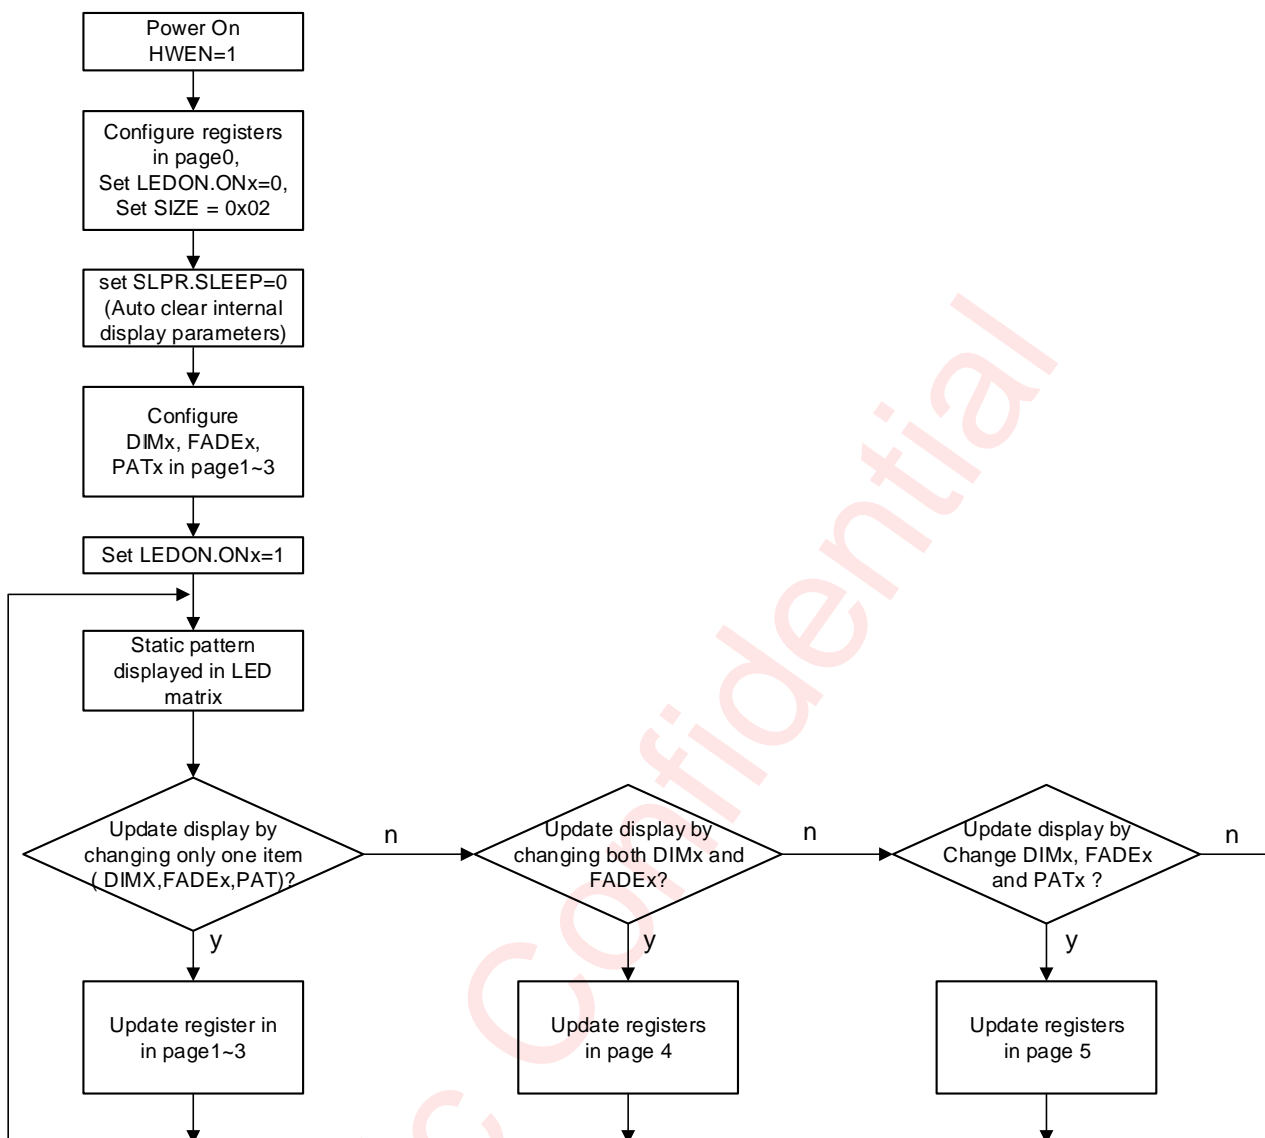 Power On
HWEN=1
Configure registers
in page0,
Set LEDON.ONx=0,
Set SIZE = 0x02
set SLPR.SLEEP=0
(Auto clear internal
display parameters)
Configure
DIMx, FADEx,
PATx in page1~3
Set LEDON.ONx=1
Static pattern
displayed in LED
matrix
Update display by
changing only one item
( DIMX,FADEx,PAT)?
n
Update display by
changing both DIMx and
FADEx?
n
Update display by
Change DIMx, FADEx
and PATx ?
n
y
y
y
Update register in
in page1~3
Update registers
in page 4
Update registers
in page 5
c Confidential